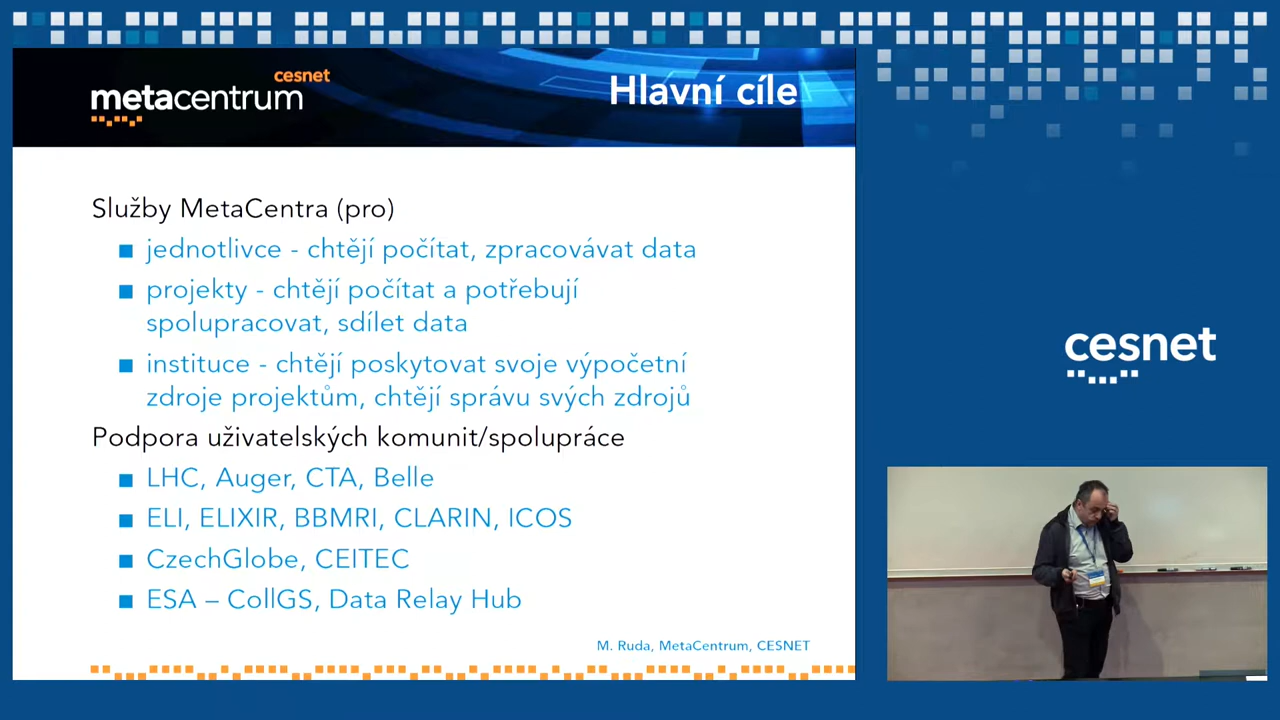 cesnet
metacentrum
Hlavní cíle
Služby MetaCentra (pro)
jednotlivce - chtějí počítat, zpracovávat data
projekty - chtějí počítat a potřebují
spolupracovat, sdílet data
instituce - chtějí poskytovat svoje výpočetní
zdroje projektům, chtějí správu svých zdrojů
Podpora uživatelských komunit/spolupráce
LHC, Auger, CTA, Belle
ELI, ELIXIR, BBMRI, CLARIN, ICOS
CzechGlobe, CEITEC
ESA – CollGS, Data Relay Hub
M. Ruda, MetaCentrum, CESNET
cesnet